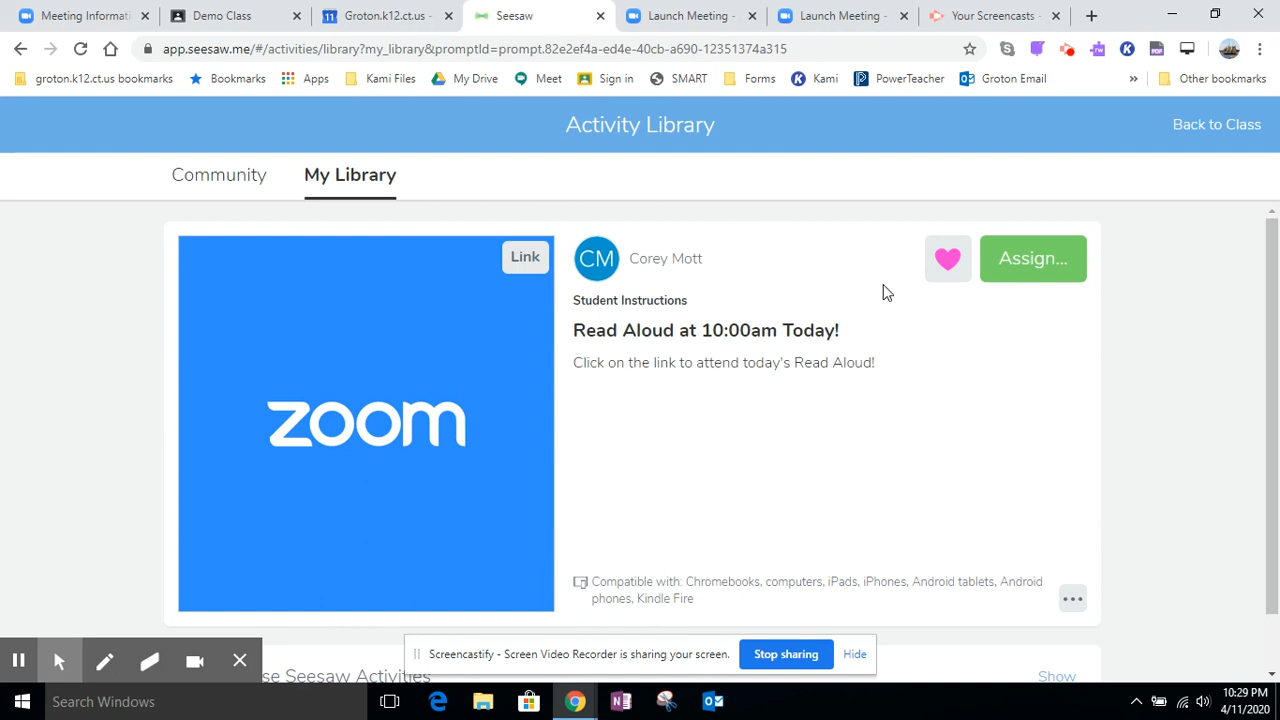 Meeting Informati
Demo Class
Groton.k12.ct.us -
Seesaw
Launch Meeting -
Launch Meeting -
Your Screencasts -
app.seesaw.me/#/activities/library?my_library&promptId=prompt.82e2ef4a-ed4e-40cb-a690-12351374a315
groton.k12.ct.us bookmarks
Bookmarks
Apps
Kami Files
My Drive
Meet
Sign in
SMART
Forms
Kami
PowerTeacher
Groton Email
»
Other bookmarks
Activity Library
Back to Class
Community
My Library
Link
zoom
CM
Corey Mott
Assign...
Student Instructions
Read Aloud at 10:00am Today!
Click on the link to attend today's Read Aloud!
Compatible with: Chromebooks, computers, iPads, iPhones, Android tablets, Android
phones, Kindle Fire
Screencastify - Screen Video Recorder is sharing your screen.
Stop sharing
Hide
se Seesaw Activities
Show
Search Windows
10:29 PM
4/11/2020